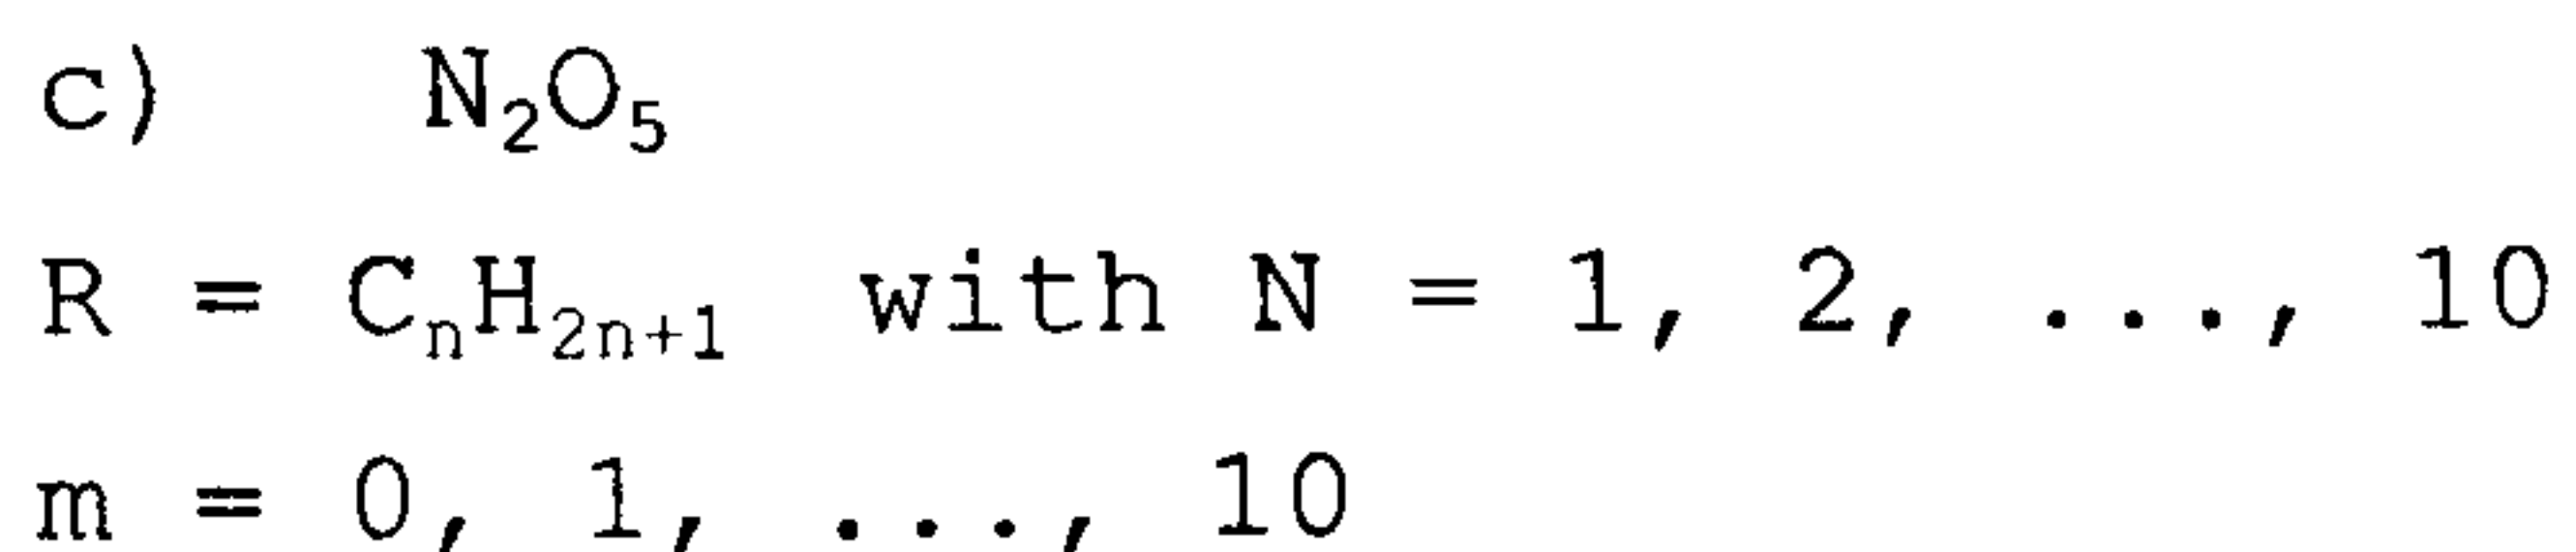 c) N₂O₅
R = CₙH₂ₙ₊₁ with N = 1, 2, ..., 10
m = 0, 1, ..., 10